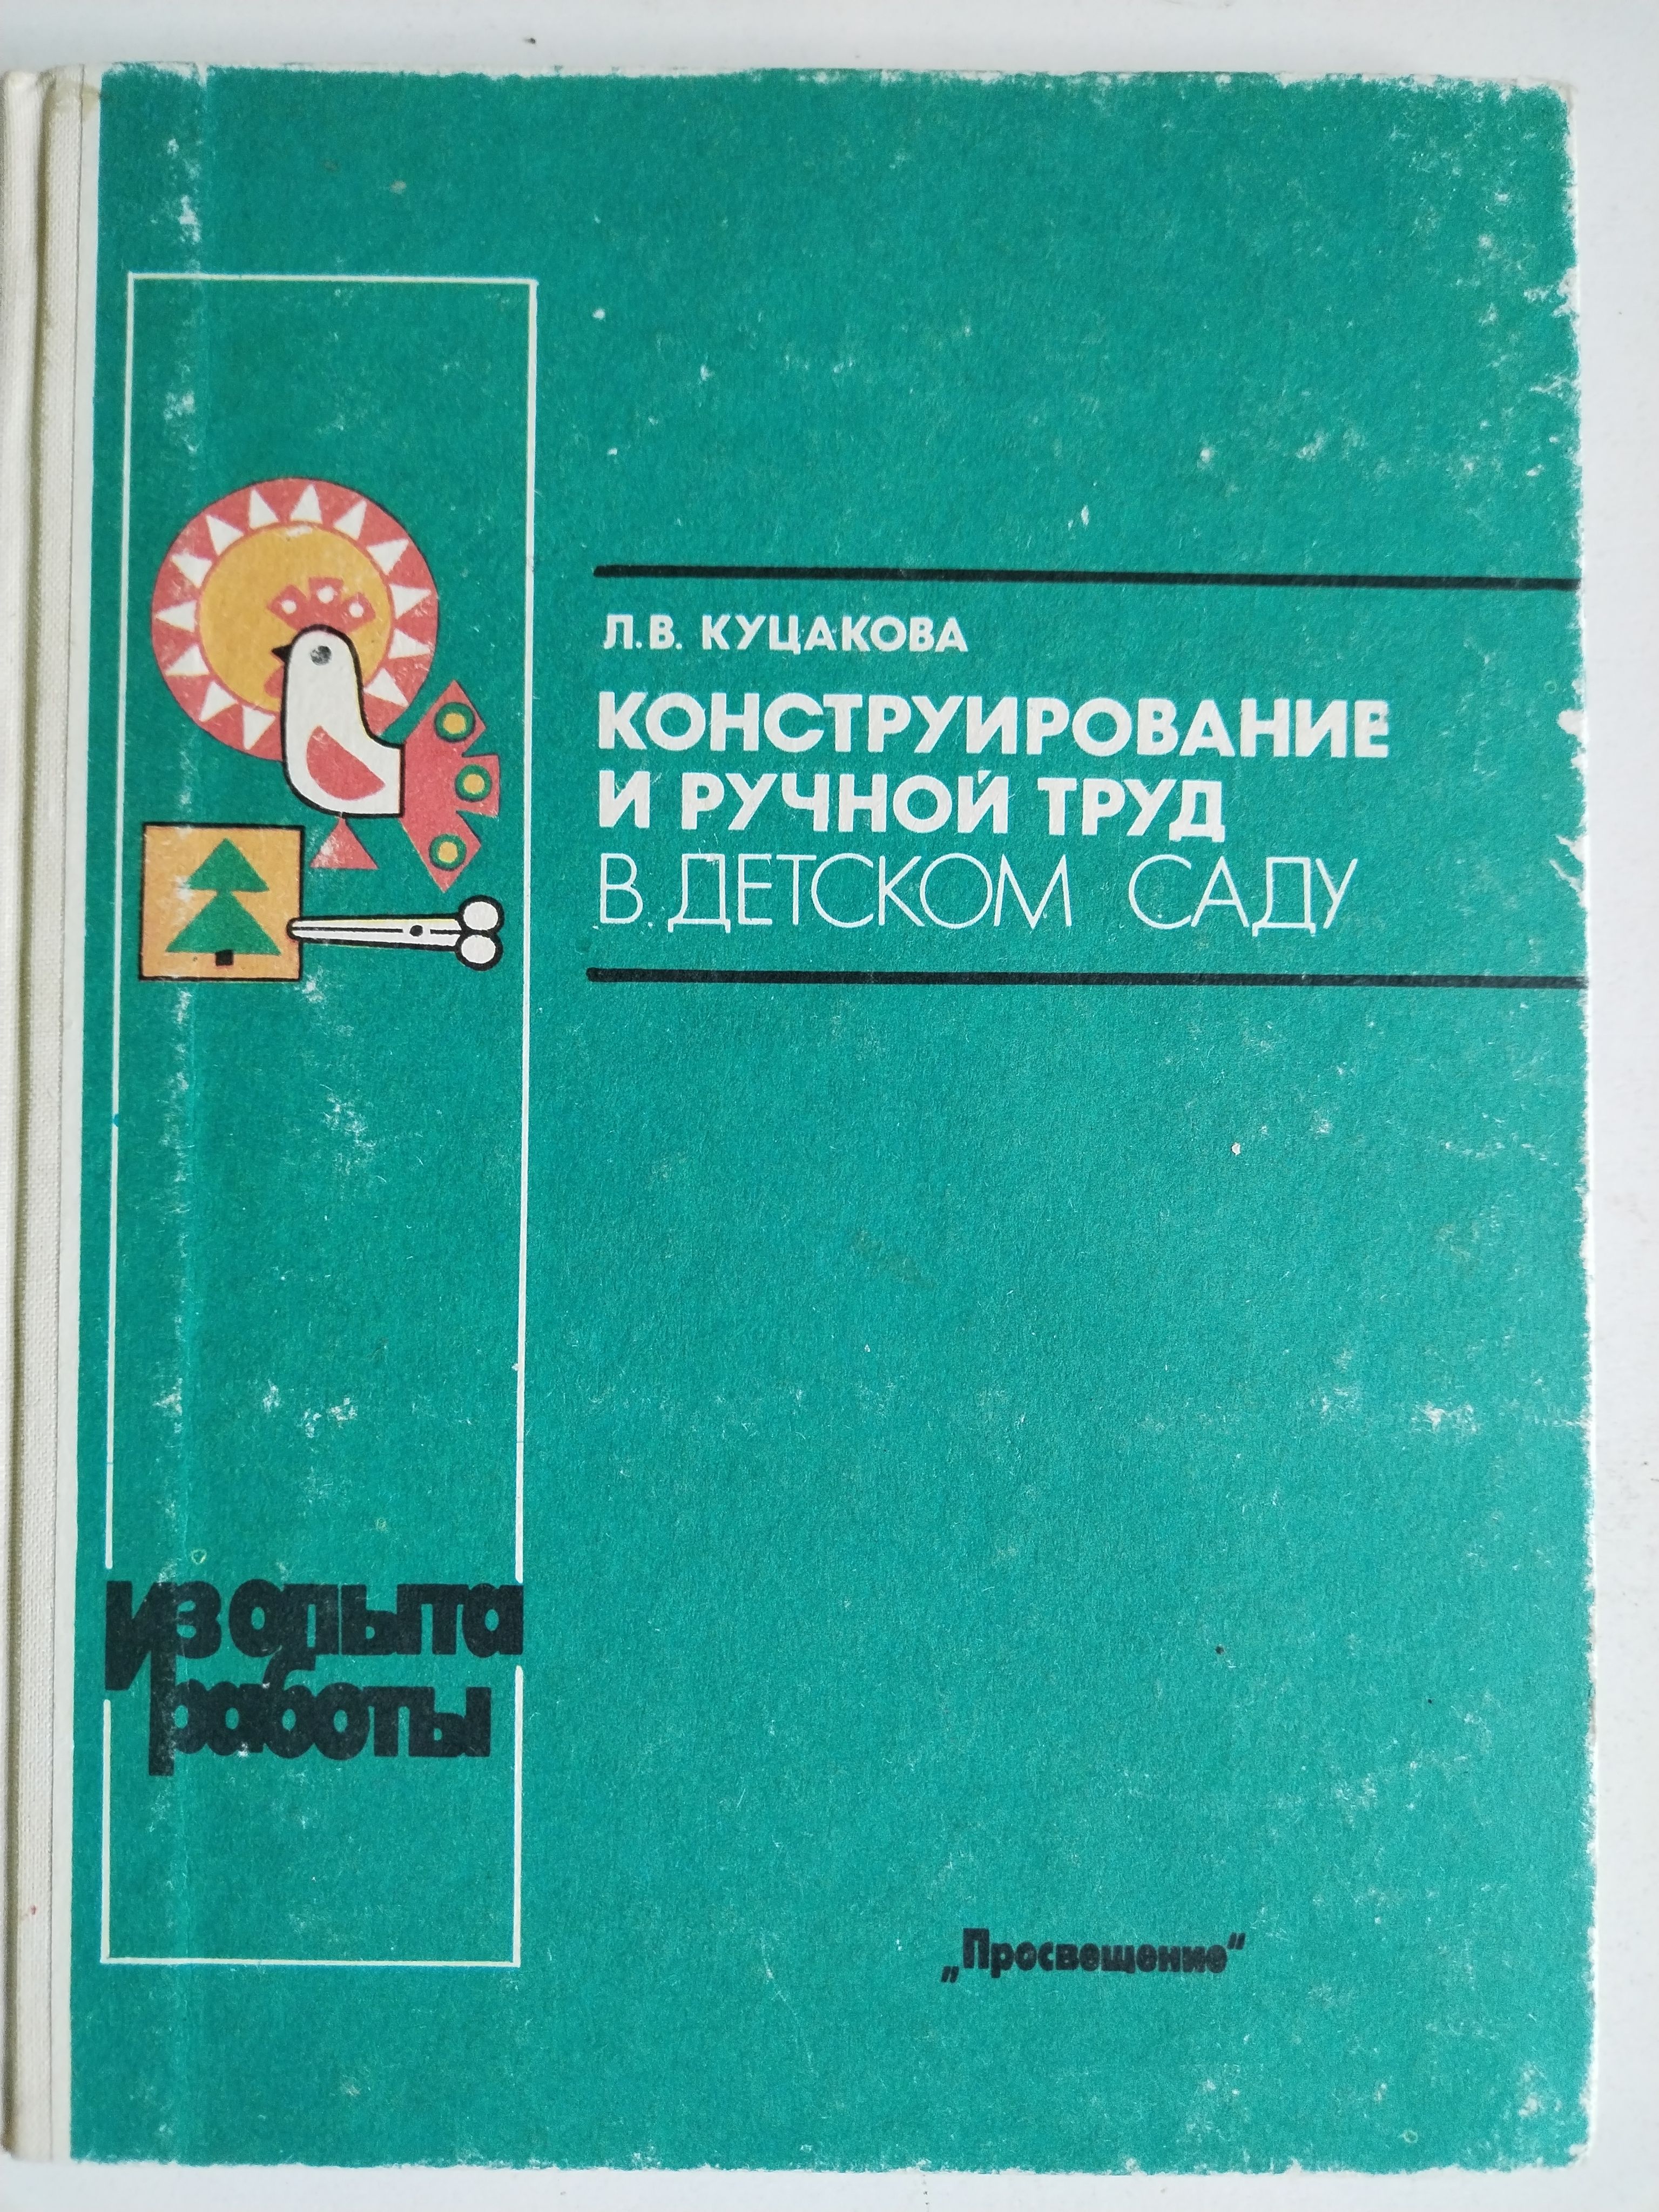 Л.В. КУЦАКОВА
КОНСТРУИРОВАНИЕ
И РУЧНОЙ ТРУД
В ДЕТСКОМ САДУ
из опыта
работы
„Просвещение“